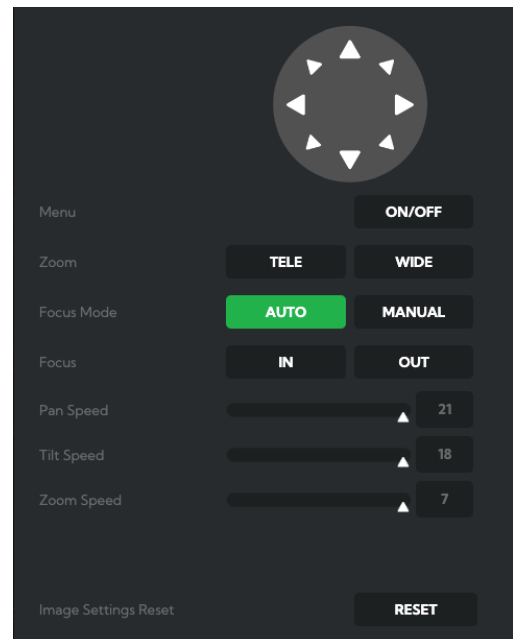 Menu ON/OFF
Zoom TELE WIDE
Focus Mode AUTO MANUAL
Focus IN OUT
Pan Speed 21
Tilt Speed 18
Zoom Speed 7
Image Settings Reset RESET